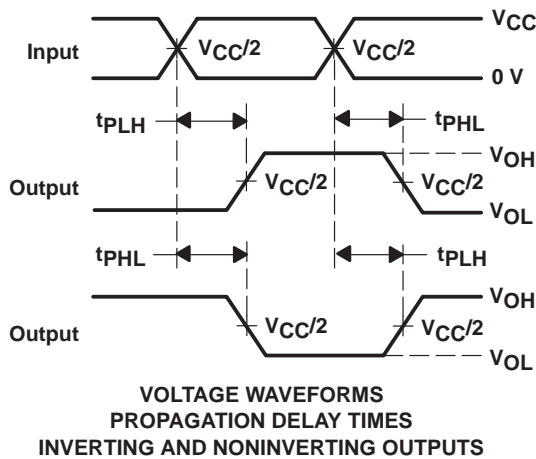 VCC
Input VCC/2 VCC/2
0 V
tPLH tPHL
VOH
Output VCC/2 VCC/2
VOL
tPHL tPLH
VOH
Output VCC/2 VCC/2
VOL
VOLTAGE WAVEFORMS
PROPAGATION DELAY TIMES
INVERTING AND NONINVERTING OUTPUTS